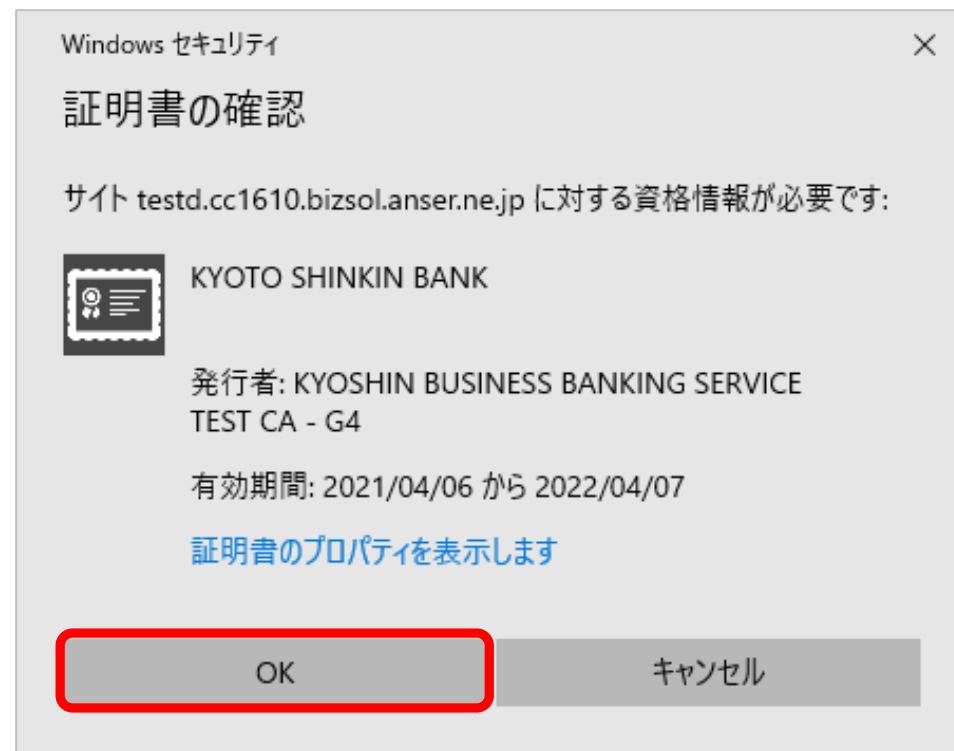 Windows セキュリティ
証明書の確認
サイト testd.cc1610.bizsol.anser.ne.jp に対する資格情報が必要です:
KYOTO SHINKIN BANK
発行者: KYOSHIN BUSINESS BANKING SERVICE
TEST CA - G4
有効期間: 2021/04/06 から 2022/04/07
証明書のプロパティを表示します
OK
キャンセル